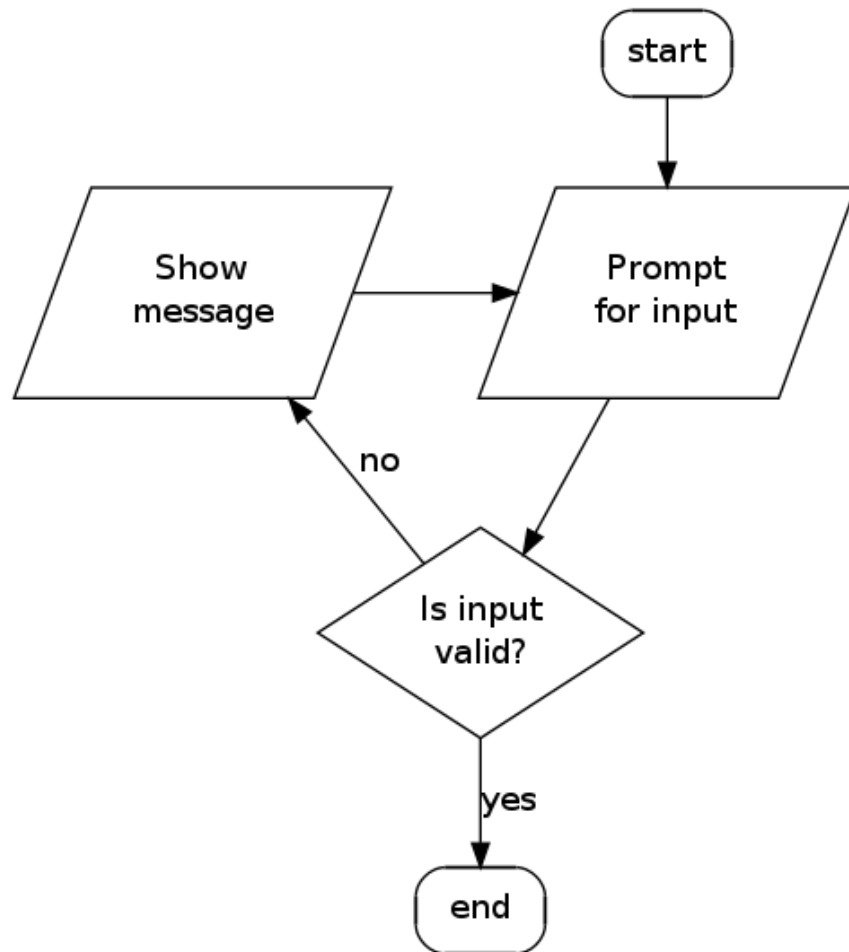 start
Show
message
Prompt
for input
no
Is input
valid?
yes
end